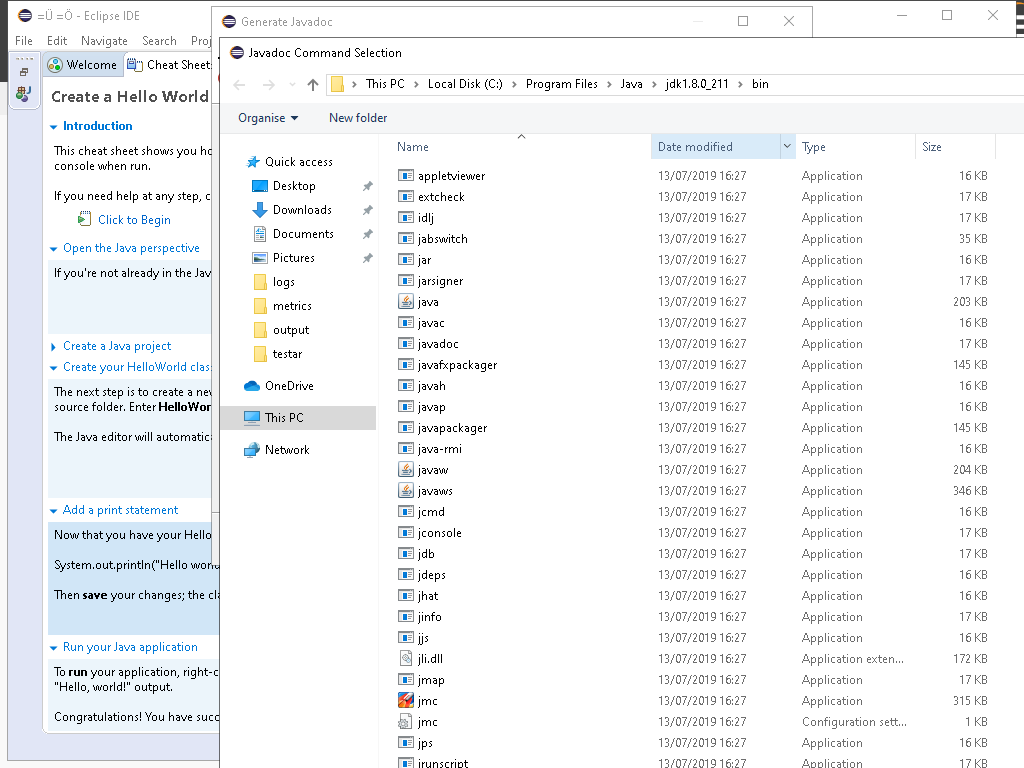 =Ü =Ö - Eclipse IDE
File Edit Navigate Search Proj
Welcome
Cheat Sheets
Create a Hello World
Introduction
This cheat sheet shows you ho
console when run.
If you need help at any step, c
Click to Begin
Open the Java perspective
If you're not already in the Jav
Create a Java project
Create your HelloWorld clas
The next step is to create a new
source folder. Enter HelloWor
The Java editor will automatica
Add a print statement
Now that you have your Hello
System.out.println("Hello world
Then save your changes; the cla
Run your Java application
To run your application, right-c
"Hello, world!" output.
Congratulations! You have succ
Generate Javadoc
Javadoc Command Selection
This PC > Local Disk (C:) > Program Files > Java > jdk1.8.0_211 > bin
Organise New folder
Quick access
Desktop
Downloads
Documents
Pictures
logs
metrics
output
testar
OneDrive
This PC
Network
Name Date modified Type Size
appletviewer 13/07/2019 16:27 Application 16 KB
extcheck 13/07/2019 16:27 Application 17 KB
idlj 13/07/2019 16:27 Application 17 KB
jabswitch 13/07/2019 16:27 Application 35 KB
jar 13/07/2019 16:27 Application 16 KB
jarsigner 13/07/2019 16:27 Application 17 KB
java 13/07/2019 16:27 Application 203 KB
javac 13/07/2019 16:27 Application 16 KB
javadoc 13/07/2019 16:27 Application 17 KB
javafxpackager 13/07/2019 16:27 Application 145 KB
javah 13/07/2019 16:27 Application 16 KB
javap 13/07/2019 16:27 Application 16 KB
javapackager 13/07/2019 16:27 Application 145 KB
java-rmi 13/07/2019 16:27 Application 16 KB
javaw 13/07/2019 16:27 Application 204 KB
javaws 13/07/2019 16:27 Application 346 KB
jcmd 13/07/2019 16:27 Application 16 KB
jconsole 13/07/2019 16:27 Application 17 KB
jdb 13/07/2019 16:27 Application 17 KB
jdeps 13/07/2019 16:27 Application 16 KB
jhat 13/07/2019 16:27 Application 16 KB
jinfo 13/07/2019 16:27 Application 17 KB
jjs 13/07/2019 16:27 Application 16 KB
jli.dll 13/07/2019 16:27 Application exten... 172 KB
jmap 13/07/2019 16:27 Application 17 KB
jmc 13/07/2019 16:27 Application 315 KB
jmc 13/07/2019 16:27 Configuration sett... 1 KB
jps 13/07/2019 16:27 Application 16 KB
jrunscript 13/07/2019 16:27 Application 17 KB